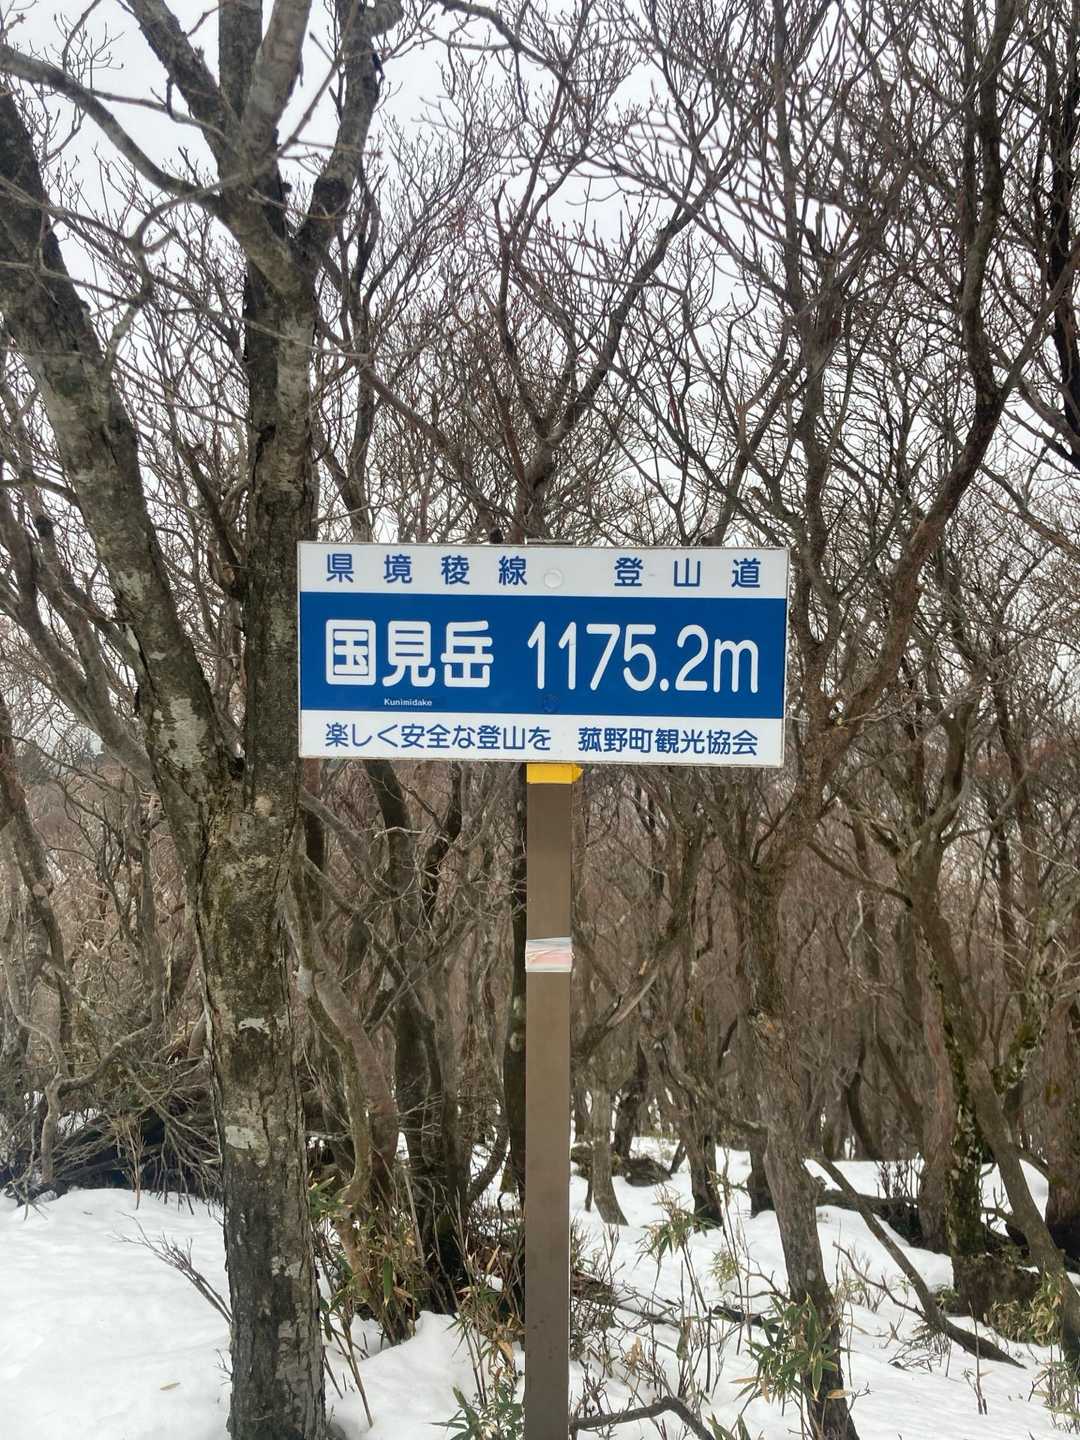 県境稜線 登山道
国見岳 1175.2m
Kunimidake
楽しく安全な登山を 菰野町観光協会